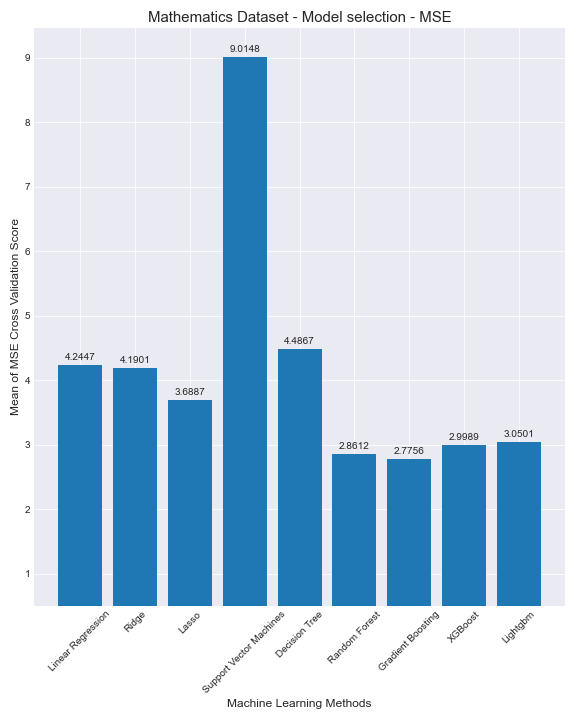 Mathematics Dataset - Model selection - MSE
Mean of MSE Cross Validation Score
9
8
7
6
5
4
3
2
1
4.2447
4.1901
3.6887
9.0148
4.4867
2.8612
2.7756
2.9989
3.0501
Linear Regression
Ridge
Lasso
Support Vector Machines
Decision Tree
Random Forest
Gradient Boosting
XGBoost
Lightgbm
Machine Learning Methods